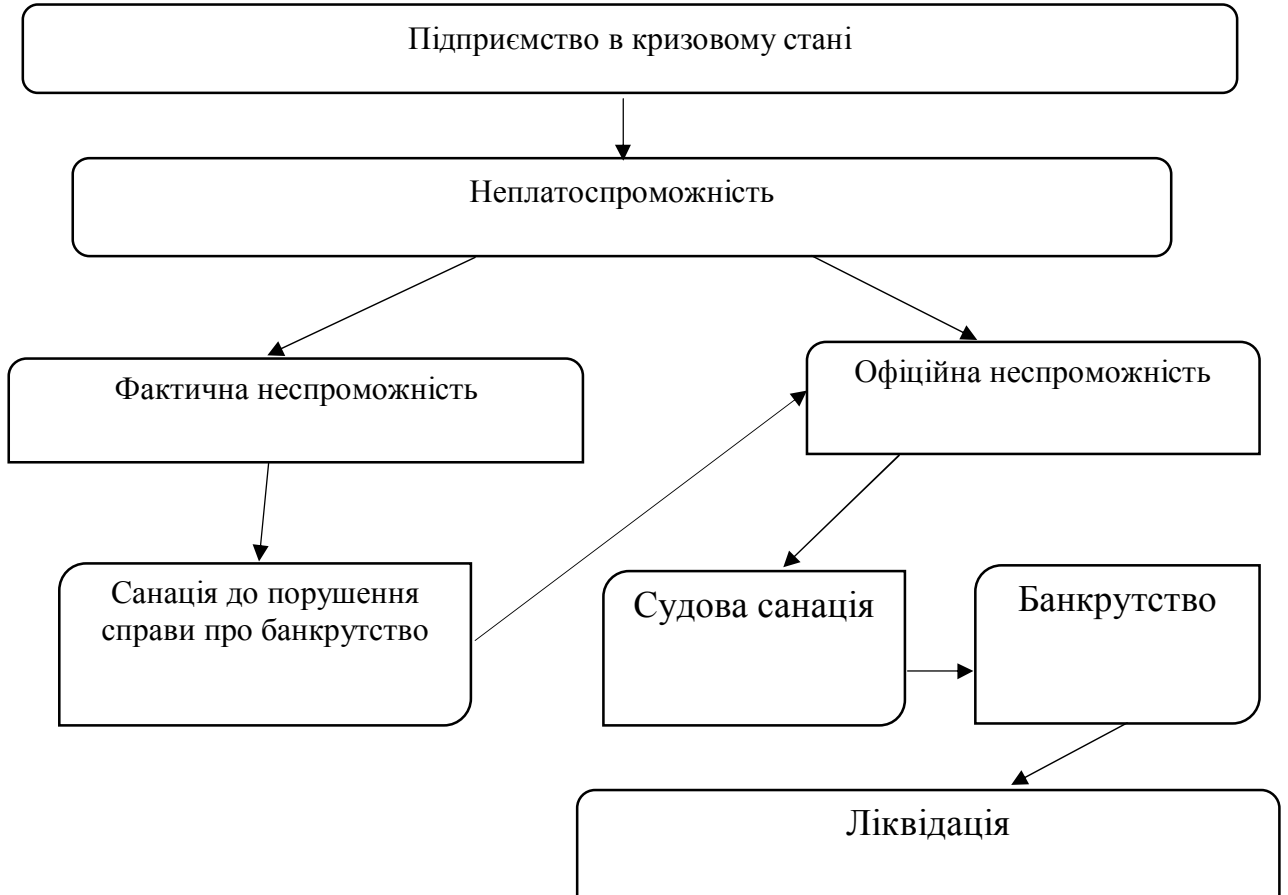 Підприємство в кризовому стані
Неплатоспроможність
Фактична неспроможність
Офіційна неспроможність
Санація до порушення
справи про банкрутство
Судова санація
Банкрутство
Ліквідація